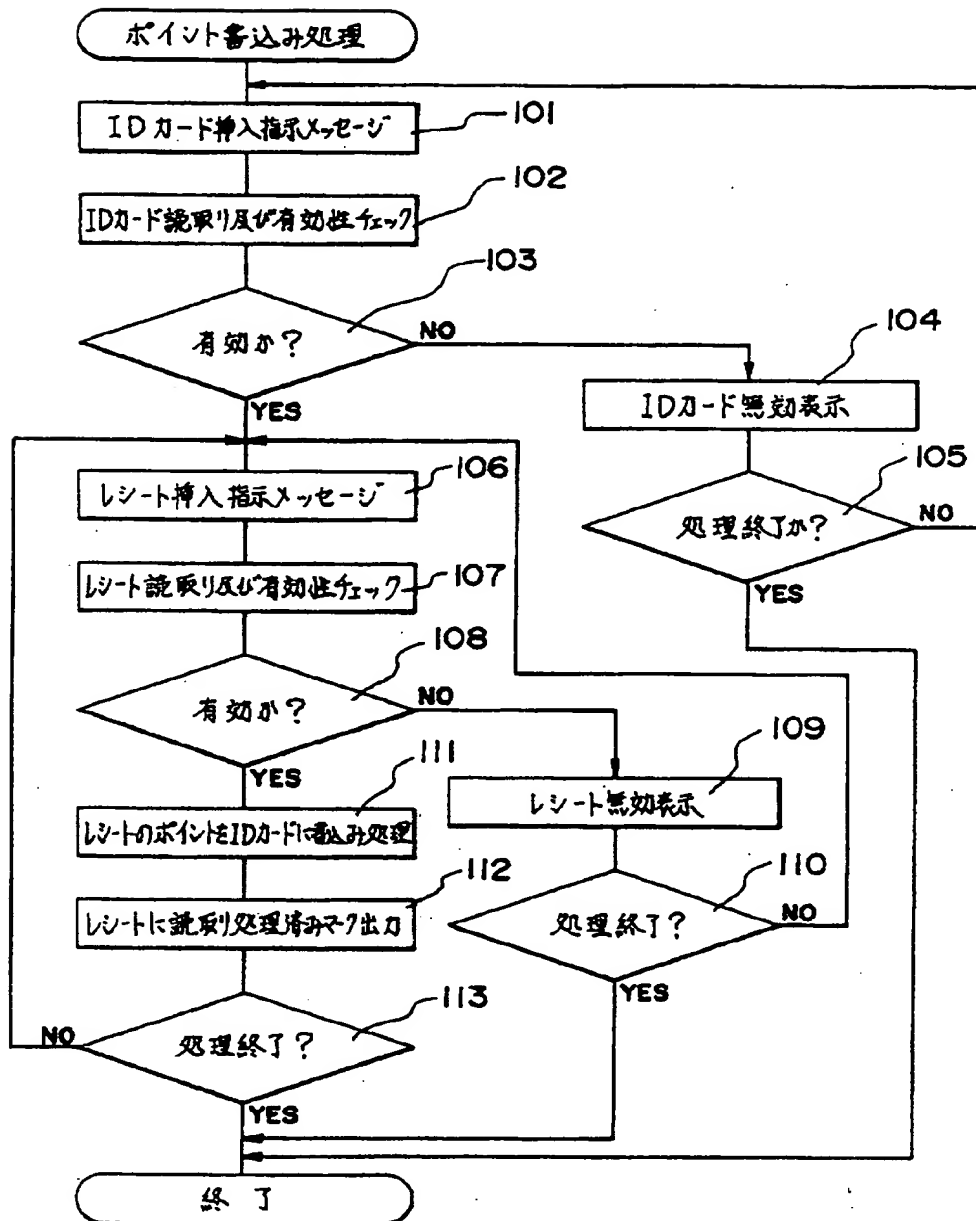 ポイント書込み処理
IDカード挿入指示メッセージ
101
IDカード読取り及び有効性チェック
102
有効か?
103
NO
YES
IDカード無効表示
104
処理終了か?
105
NO
YES
レシート挿入指示メッセージ
106
レシート読取り及び有効性チェック
107
有効か?
108
NO
YES
レシート無効表示
109
処理終了?
110
NO
YES
レシートのポイントをIDカードに書込み処理
111
レシートに読取り処理済みマーク出力
112
処理終了?
113
NO
YES
終了